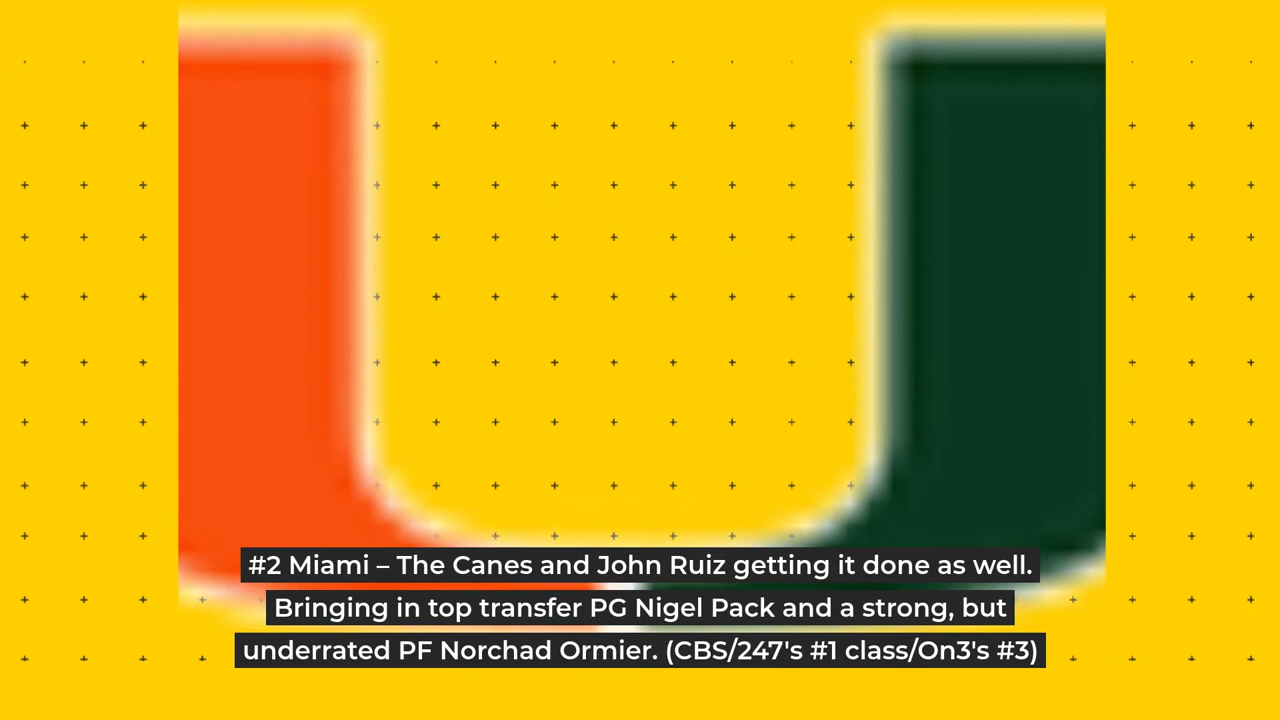 #2 Miami – The Canes and John Ruiz getting it done as well.
Bringing in top transfer PG Nigel Pack and a strong, but
underrated PF Norchad Ormier. (CBS/247's #1 class/On3's #3)